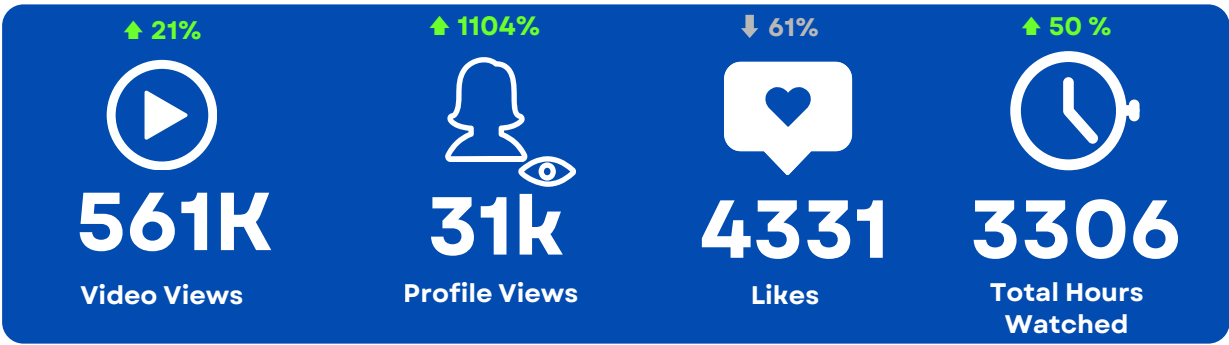 21%
1104%
61%
50 %
561K
31k
4331
3306
Video Views
Profile Views
Likes
Total Hours
Watched